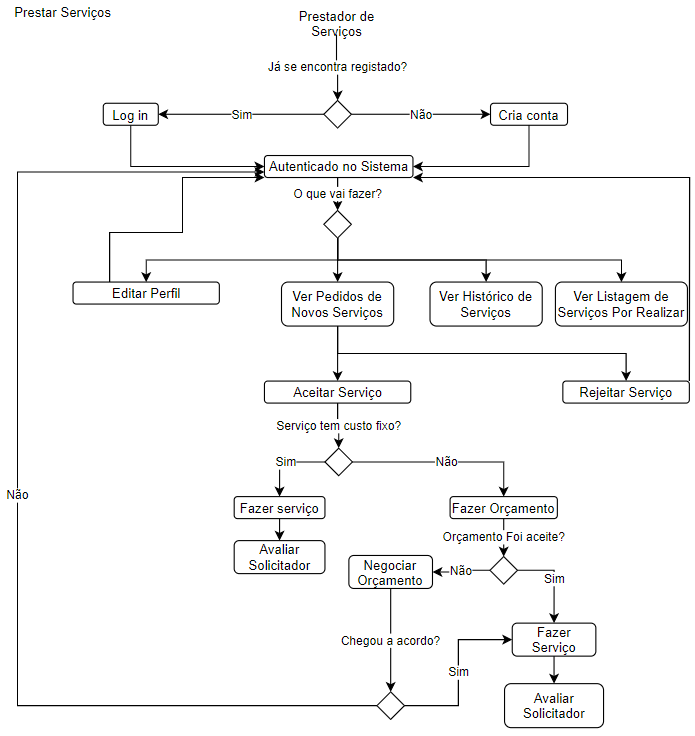 Prestar Serviços
Prestador de
Serviços
Já se encontra registado?
Log in
Sim
Não
Cria conta
Autenticado no Sistema
O que vai fazer?
Editar Perfil
Ver Pedidos de
Novos Serviços
Ver Histórico de
Serviços
Ver Listagem de
Serviços Por Realizar
Aceitar Serviço
Rejeitar Serviço
Serviço tem custo fixo?
Sim
Não
Não
Fazer serviço
Fazer Orçamento
Orçamento Foi aceite?
Avaliar
Solicitador
Negociar
Orçamento
Não
Sim
Chegou a acordo?
Fazer
Serviço
Sim
Avaliar
Solicitador